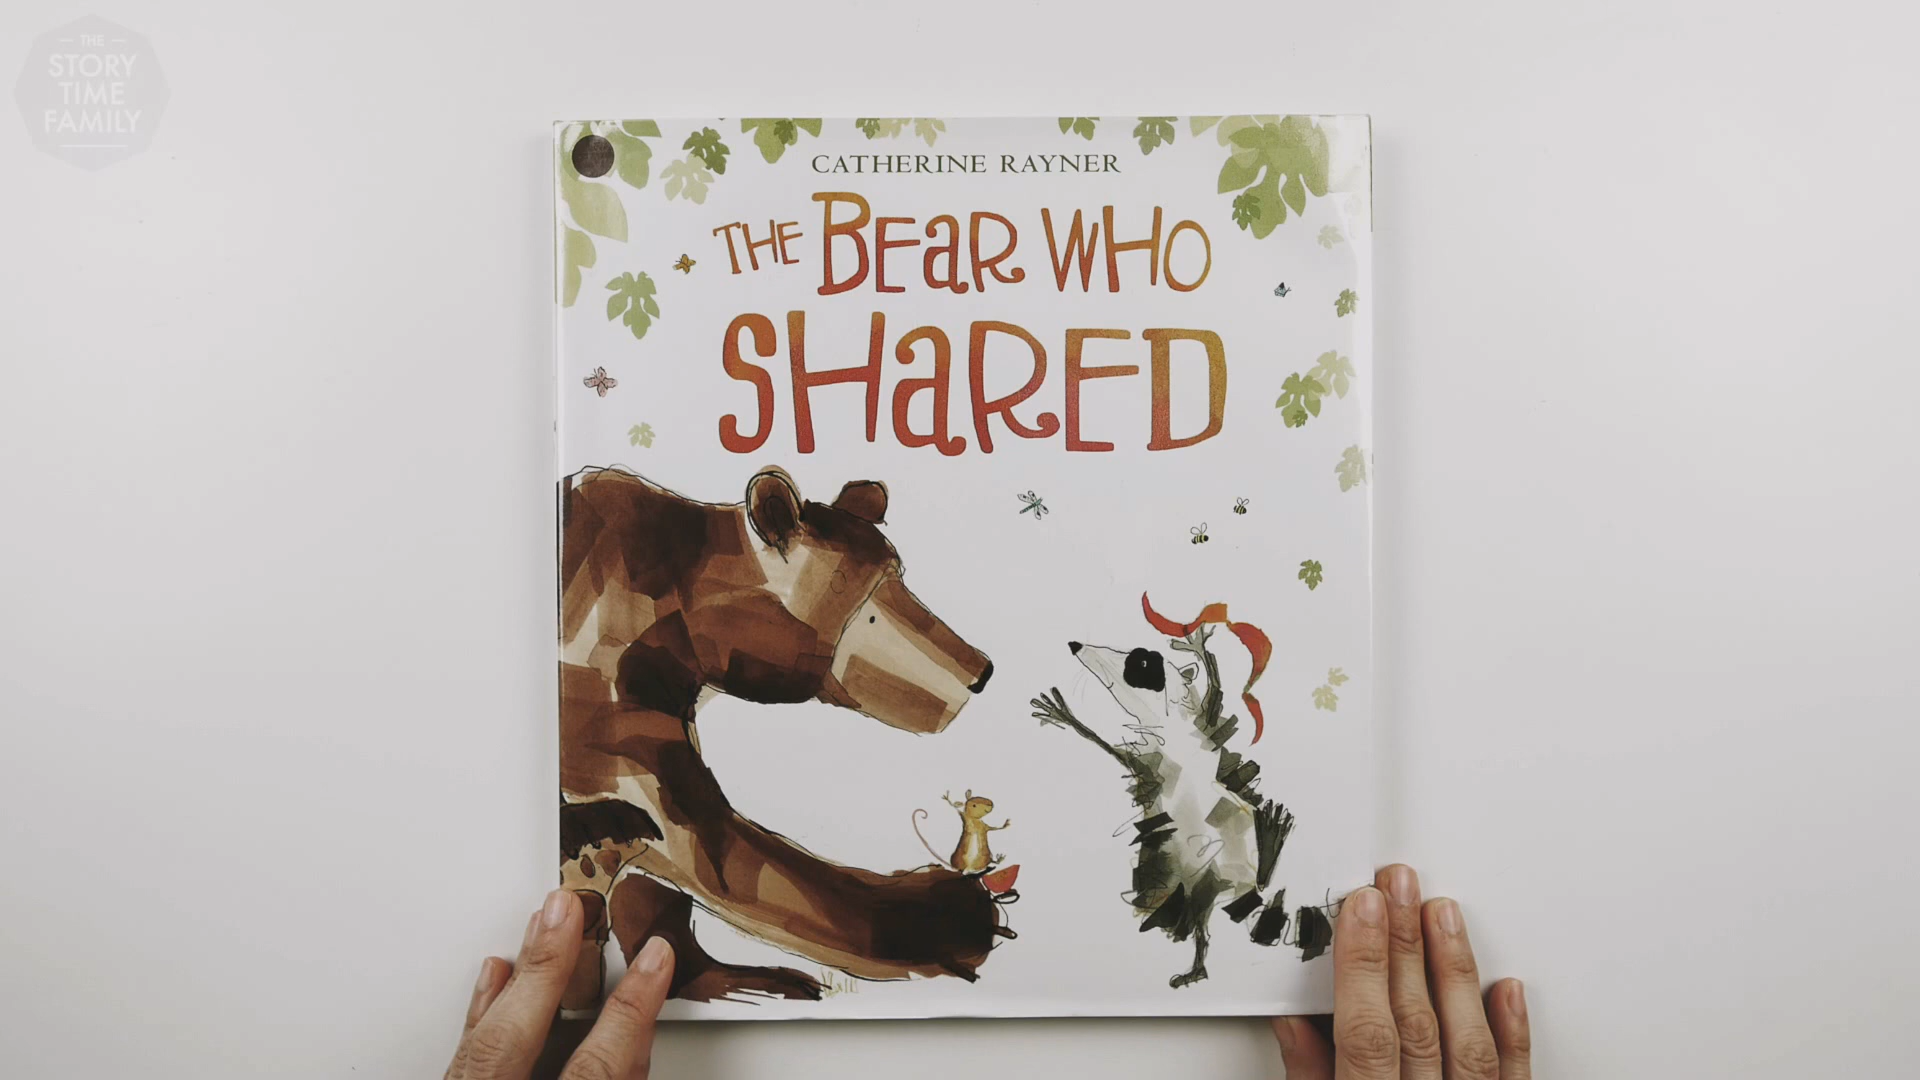 THE
STORY
TIME
FAMILY
CATHERINE RAYNER
THE BEaR WHO
SHaRED